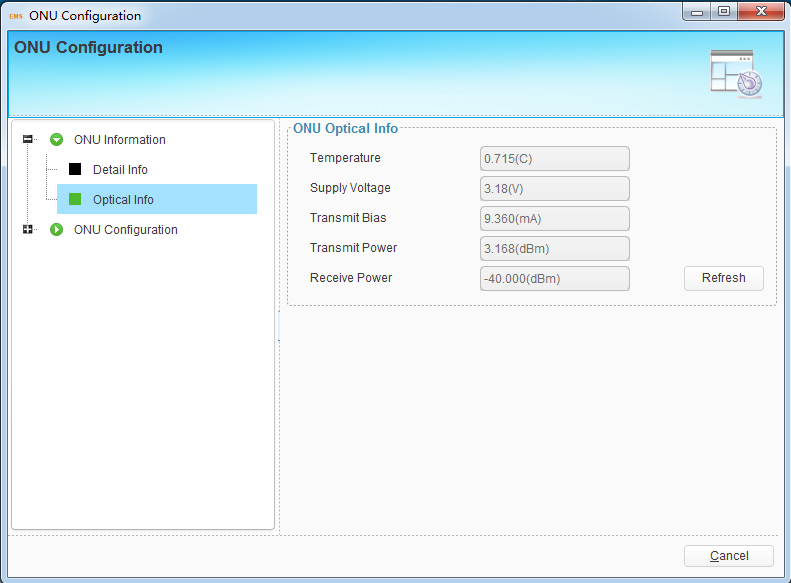 EMS ONU Configuration
ONU Configuration
ONU Information
Detail Info
Optical Info
ONU Configuration
ONU Optical Info
Temperature 0.715(C)
Supply Voltage 3.18(V)
Transmit Bias 9.360(mA)
Transmit Power 3.168(dBm)
Receive Power -40.000(dBm) Refresh
Cancel